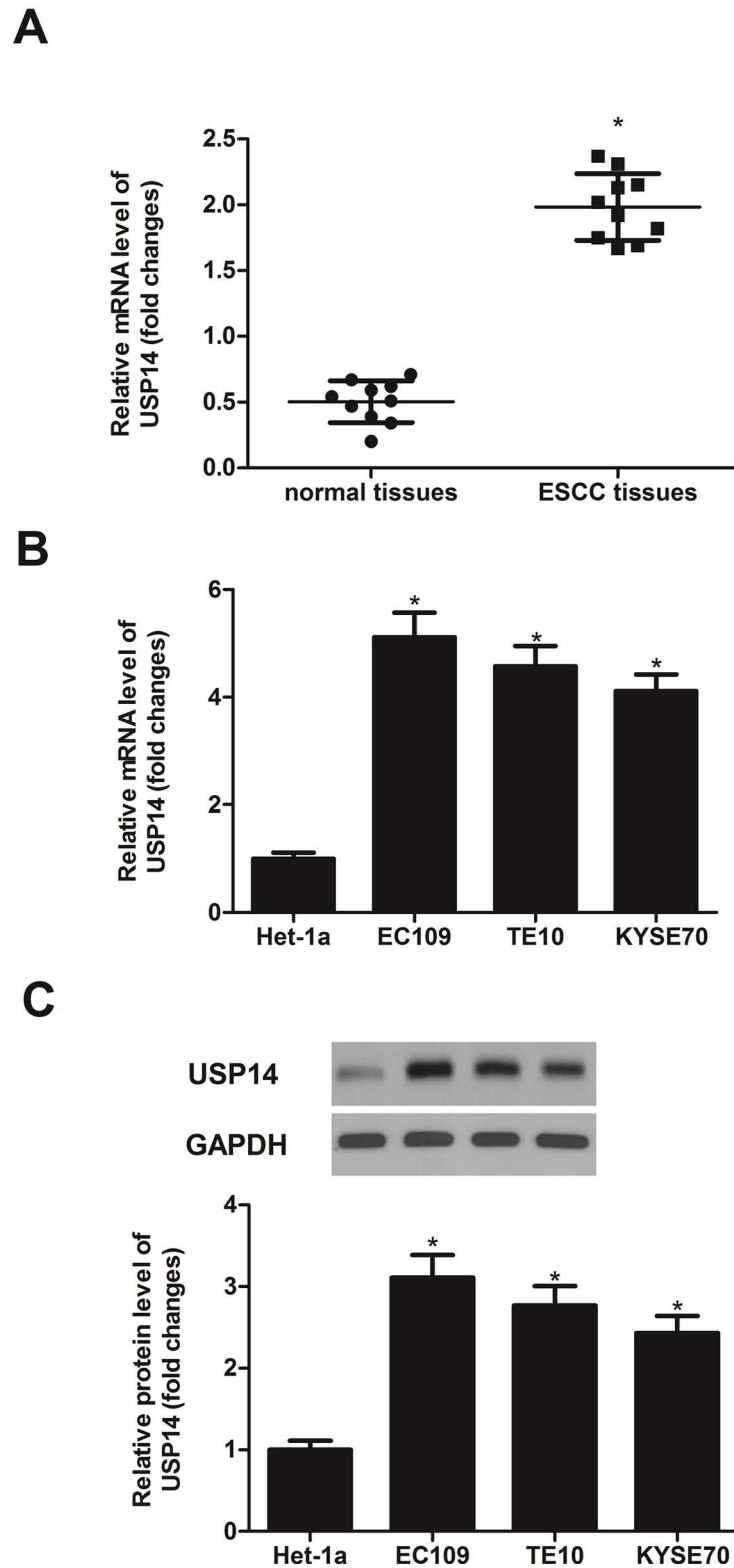 A
Relative mRNA level of
USP14 (fold changes)
2.5
2.0
1.5
1.0
0.5
0.0
*
normal tissues
ESCC tissues
B
Relative mRNA level of
USP14 (fold changes)
6
4
2
0
*
*
*
Het-1a
EC109
TE10
KYSE70
C
USP14
GAPDH
Relative protein level of
USP14 (fold changes)
4
3
2
1
0
*
*
*
Het-1a
EC109
TE10
KYSE70